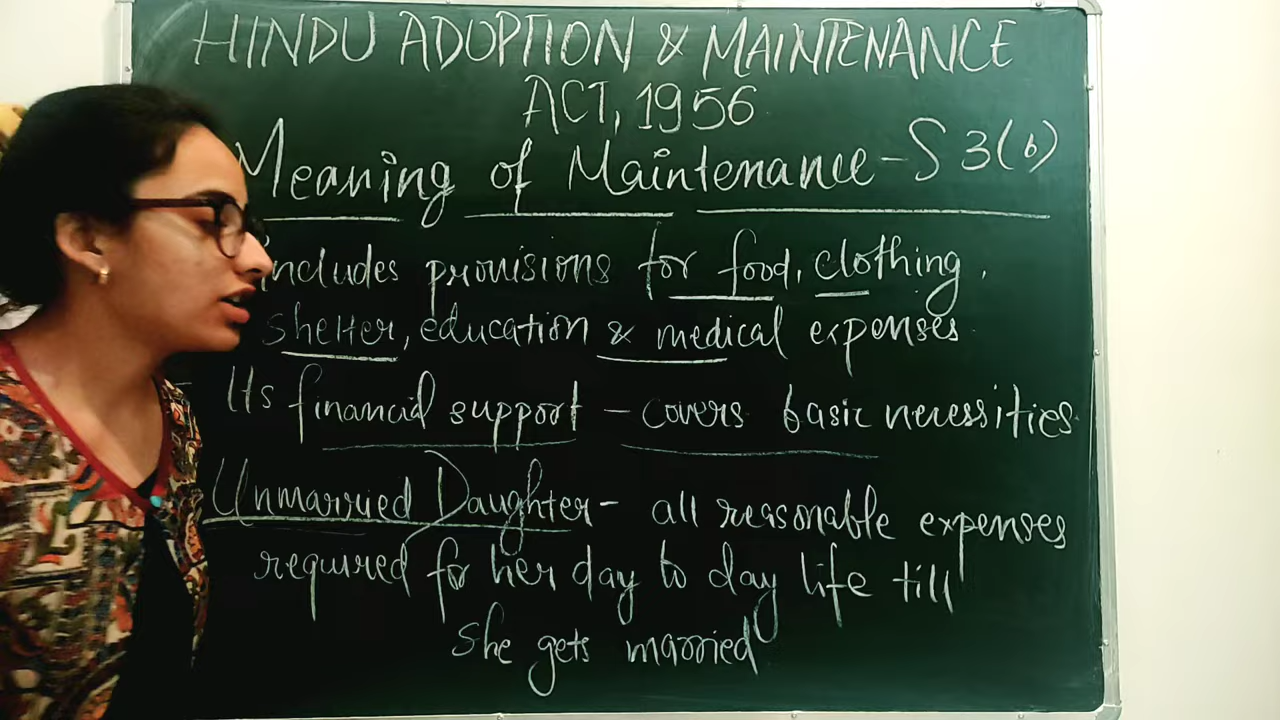 HINDU ADOPTION & MAINTENANCE
ACT, 1956
Meaning of Maintenance - S 3(b)
includes provisions for food, clothing,
shelter, education & medical expenses.
- Its financial support - covers basic necessities.
Unmarried Daughter - all reasonable expenses
required for her day to day life till
she gets married